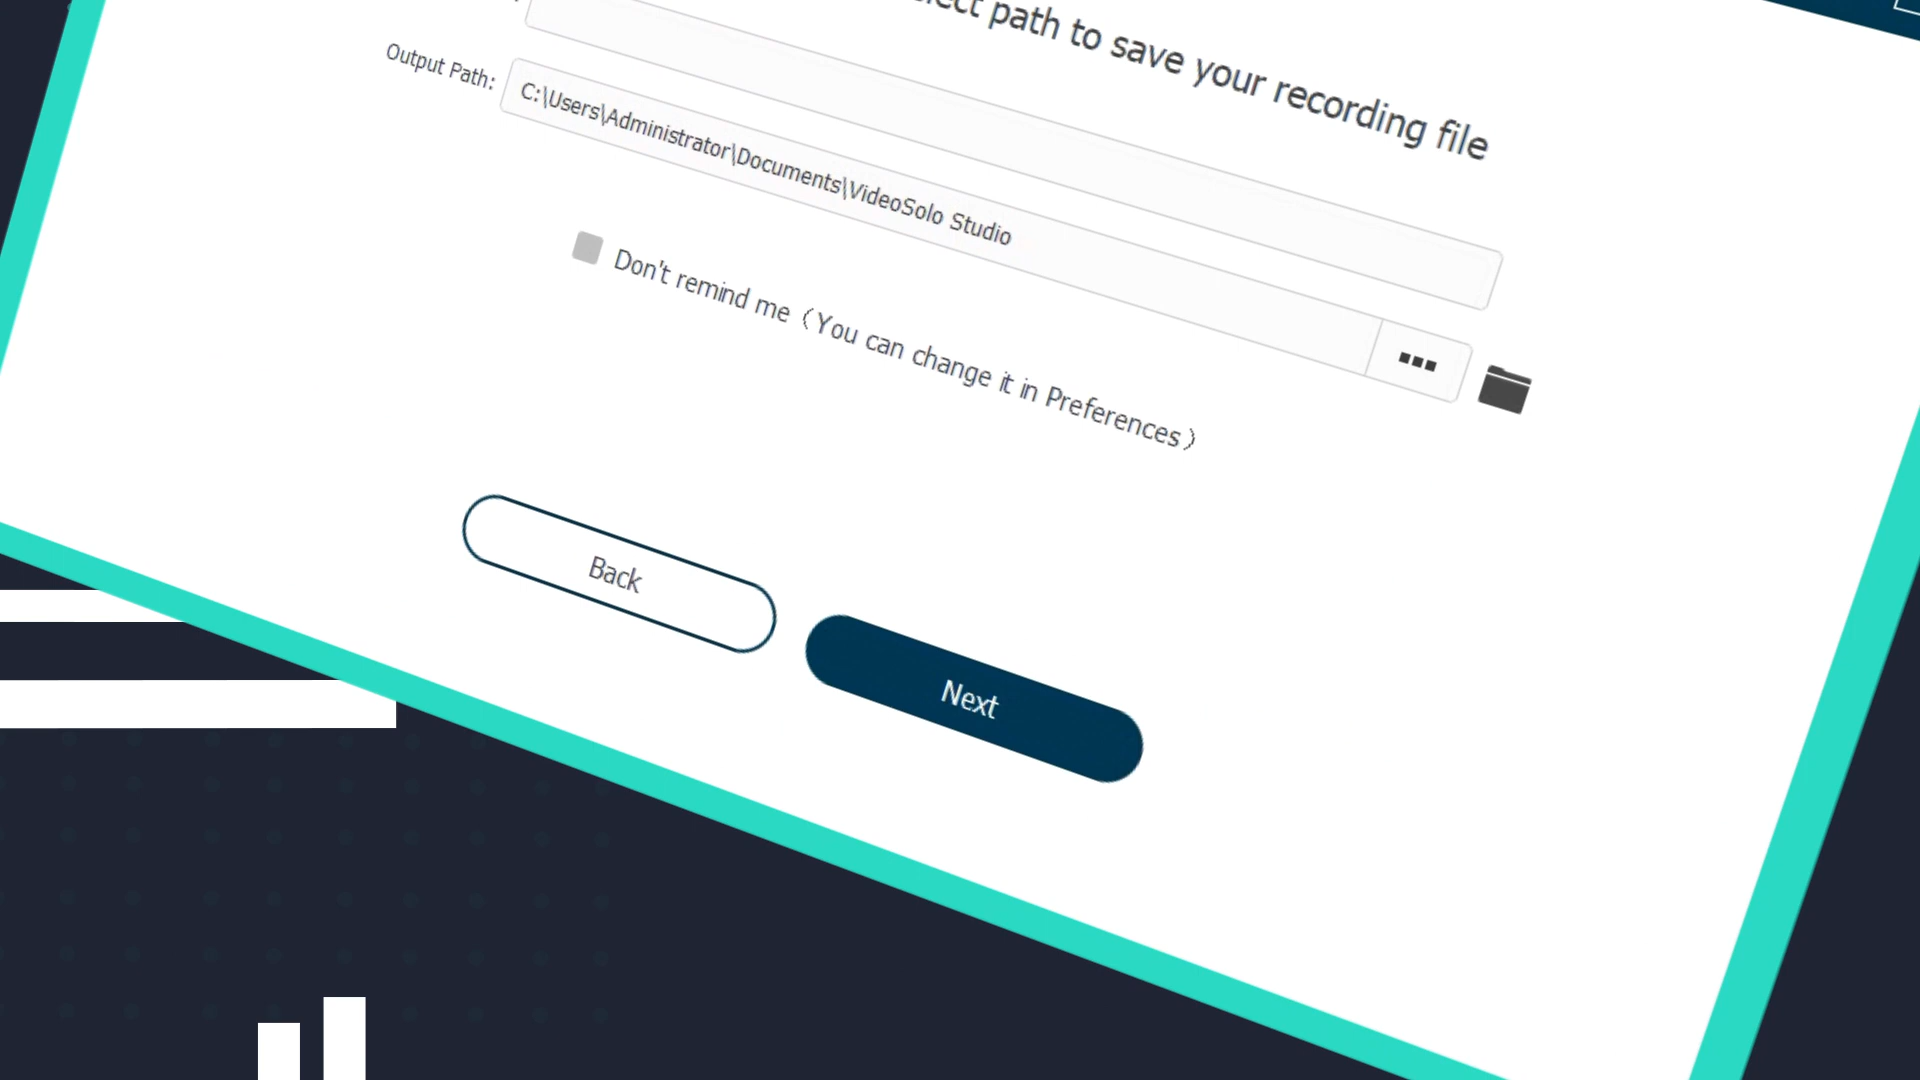 path to save your recording file
Output Path: C:\Users\Administrator\Documents\VideoSolo Studio
Don't remind me（You can change it in Preferences）
Back
Next